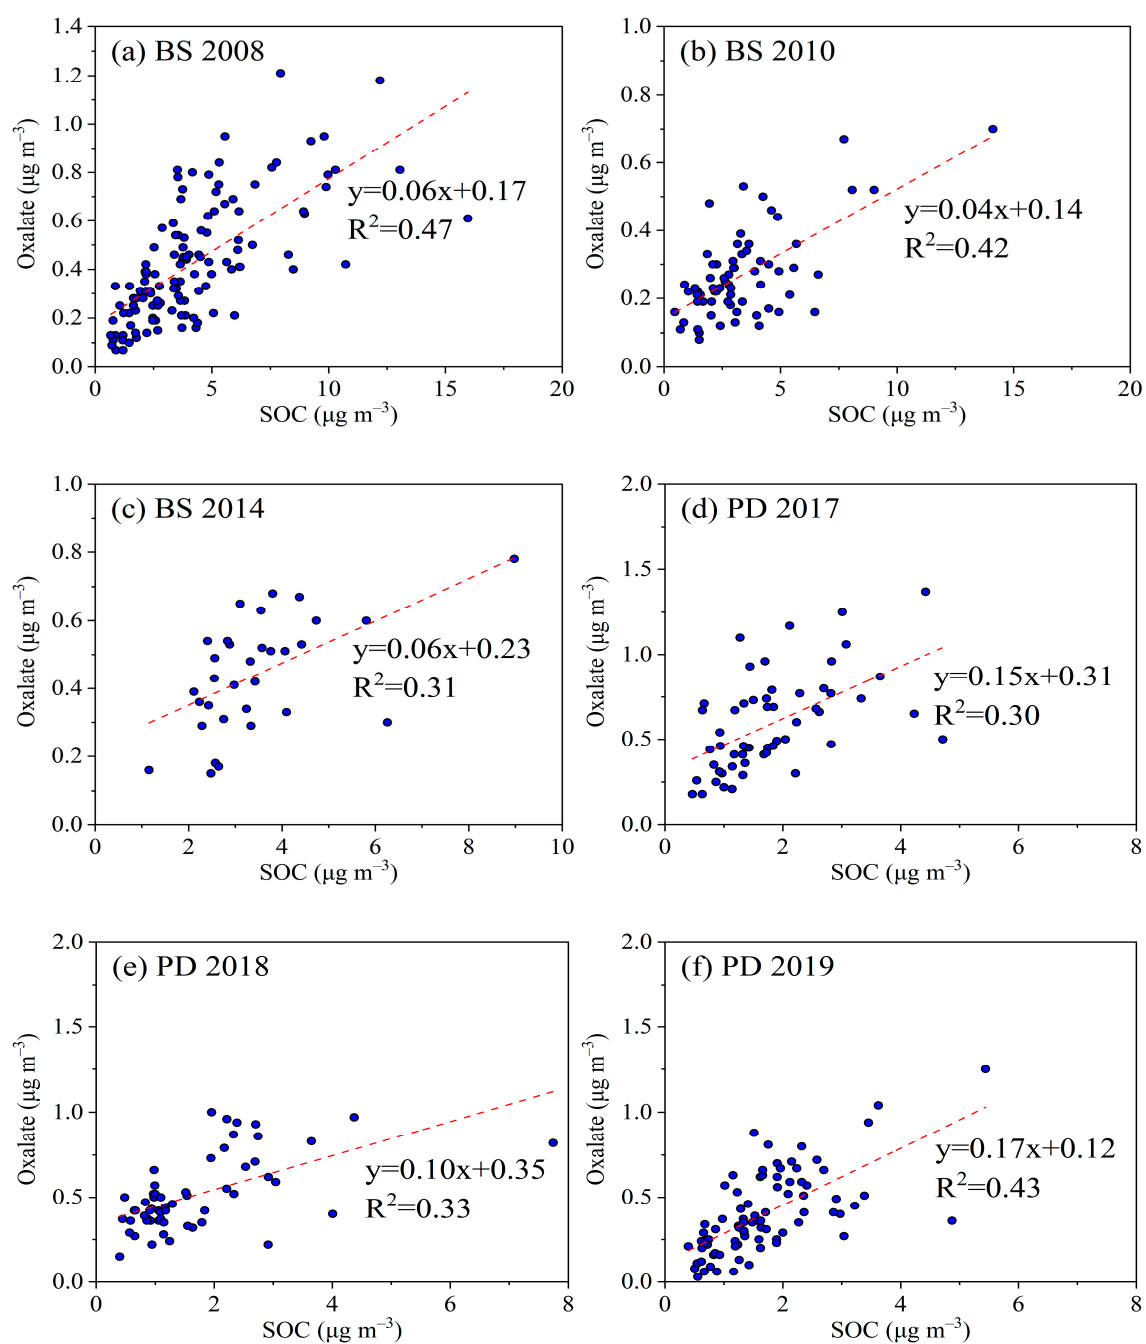 (a) BS 2008
Oxalate (μg m⁻³)
1.4
1.2
1.0
0.8
0.6
0.4
0.2
0.0
y=0.06x+0.17
R²=0.47
0 5 10 15 20
SOC (μg m⁻³)
(b) BS 2010
Oxalate (μg m⁻³)
1.0
0.8
0.6
0.4
0.2
0.0
y=0.04x+0.14
R²=0.42
0 5 10 15 20
SOC (μg m⁻³)
(c) BS 2014
Oxalate (μg m⁻³)
1.0
0.8
0.6
0.4
0.2
0.0
y=0.06x+0.23
R²=0.31
0 2 4 6 8 10
SOC (μg m⁻³)
(d) PD 2017
Oxalate (μg m⁻³)
2.0
1.5
1.0
0.5
0.0
y=0.15x+0.31
R²=0.30
0 2 4 6 8
SOC (μg m⁻³)
(e) PD 2018
Oxalate (μg m⁻³)
2.0
1.5
1.0
0.5
0.0
y=0.10x+0.35
R²=0.33
0 2 4 6 8
SOC (μg m⁻³)
(f) PD 2019
Oxalate (μg m⁻³)
2.0
1.5
1.0
0.5
0.0
y=0.17x+0.12
R²=0.43
0 2 4 6 8
SOC (μg m⁻³)